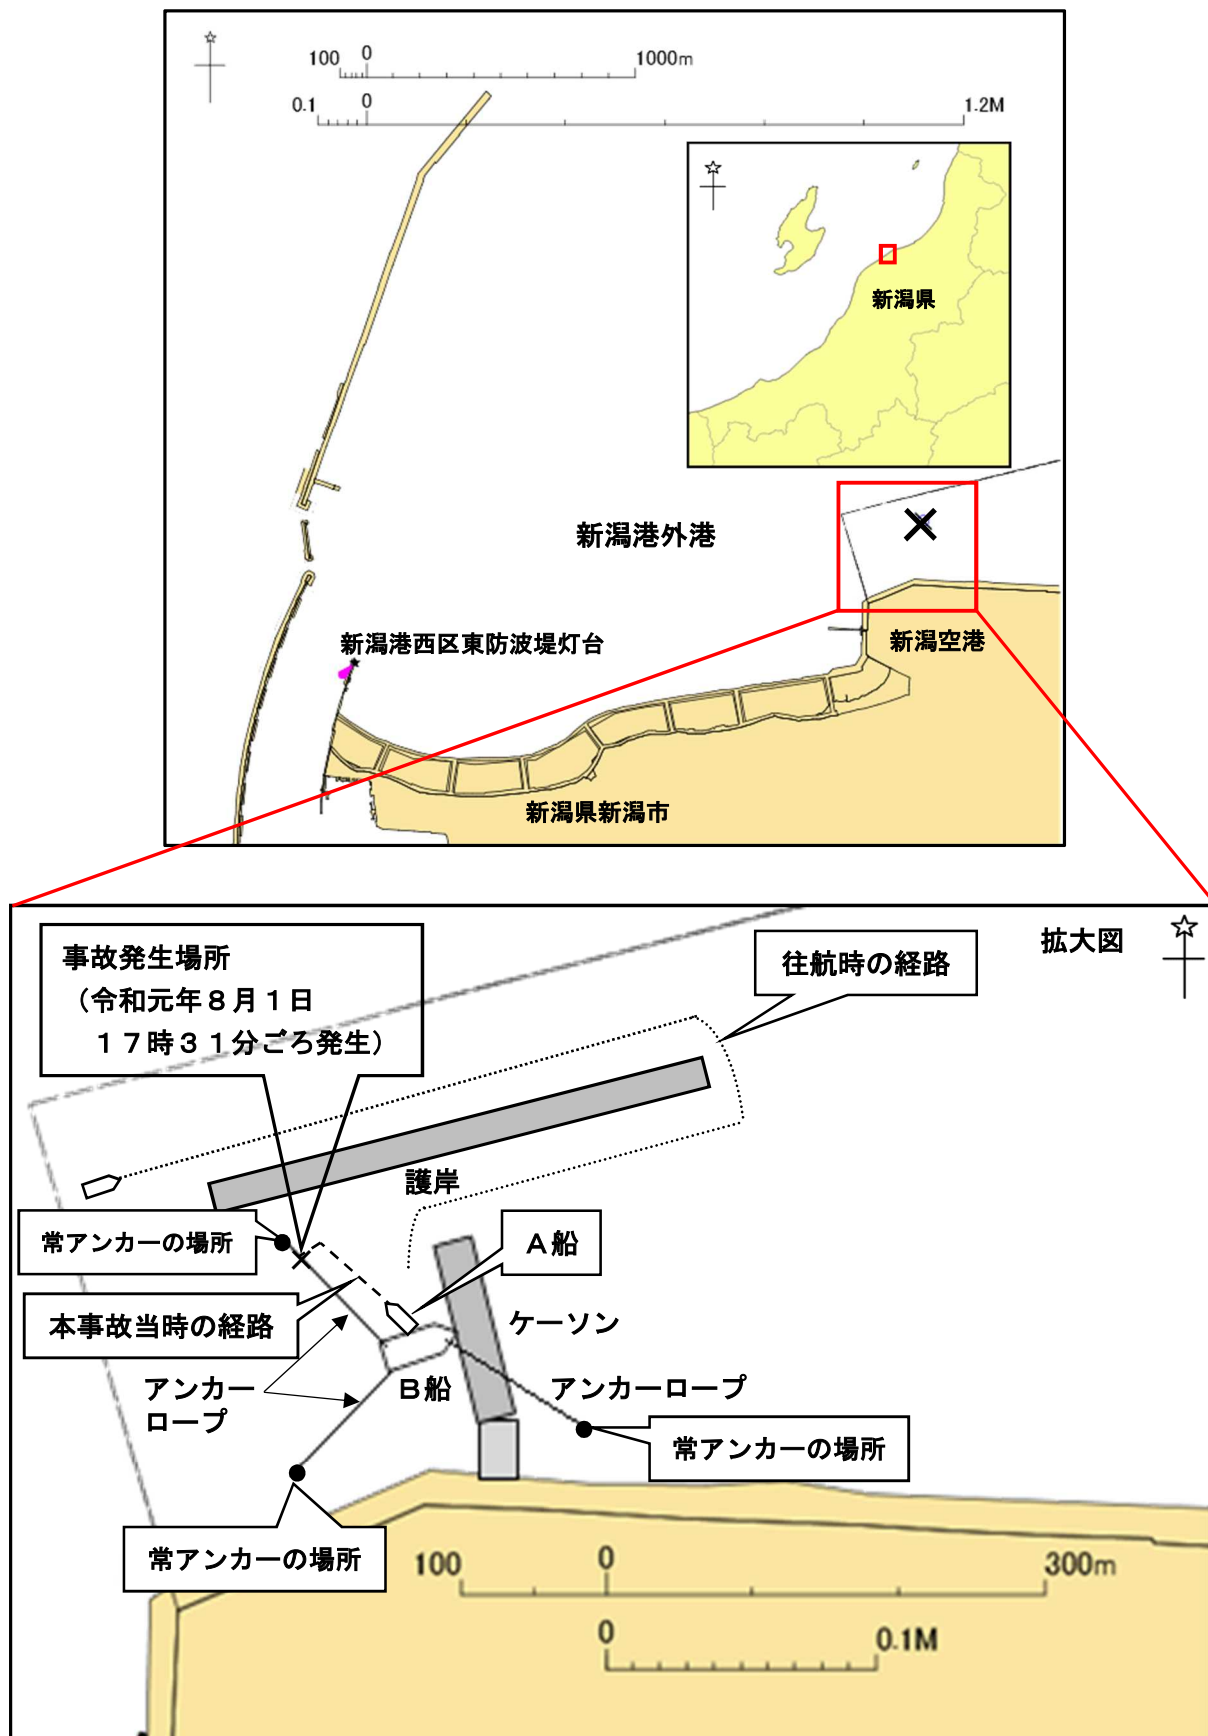 100 0 1000m
0.1 0 1.2M
新潟県
新潟港外港
新潟港西区東防波堤灯台
新潟空港
新潟県新潟市
拡大図
事故発生場所
（令和元年８月１日
１７時３１分ごろ発生）
往航時の経路
護岸
常アンカーの場所
Ａ船
本事故当時の経路
ケーソン
アンカー
ロープ
Ｂ船
アンカーロープ
常アンカーの場所
常アンカーの場所
100 0 300m
0 0.1M